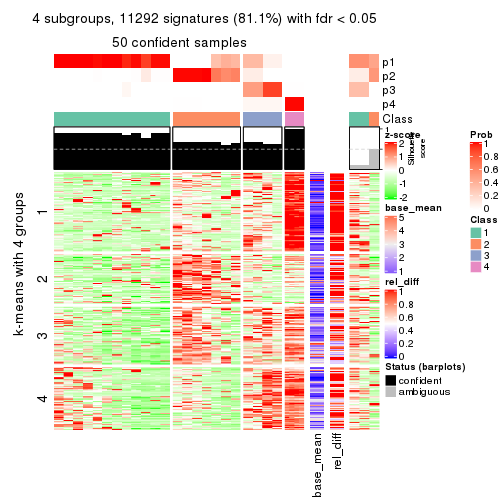 4 subgroups, 11292 signatures (81.1%) with fdr < 0.05
50 confident samples
p1
p2
p3
p4
Class
1
Silhouette
score
k-means with 4 groups
1
2
3
4
base_mean
rel_diff
z-score
2
1
0
-1
-2
base_mean
5
4
3
2
1
rel_diff
1
0.8
0.6
0.4
0.2
0
Status (barplots)
confident
ambiguous
Prob
1
0.8
0.6
0.4
0.2
0
Class
1
2
3
4